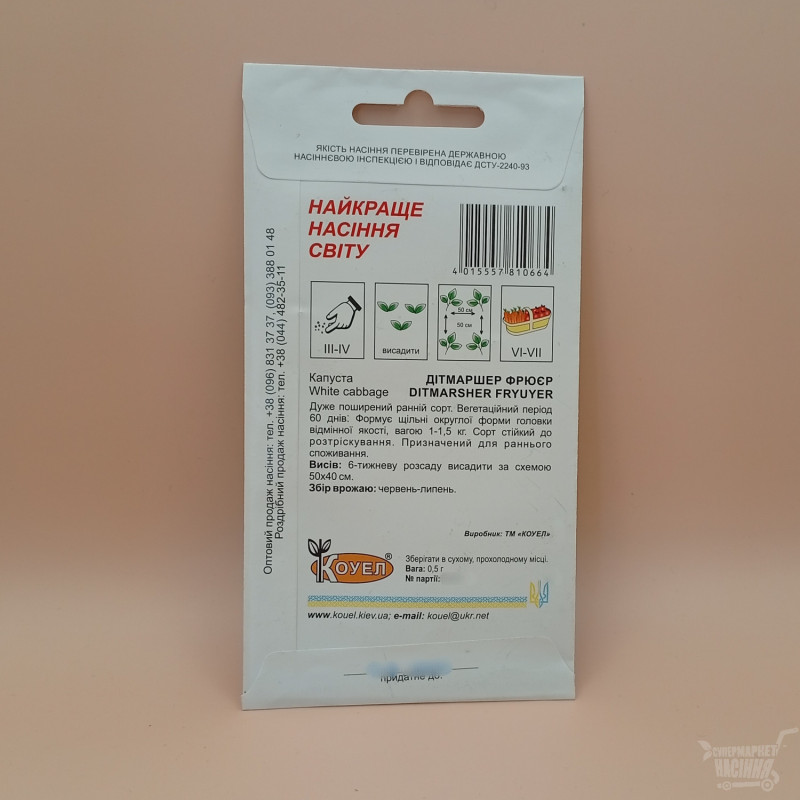 ЯКІСТЬ НАСІННЯ ПЕРЕВІРЕНА ДЕРЖАВНОЮ
НАСІННЄВОЮ ІНСПЕКЦІЄЮ І ВІДПОВІДАЄ ДСТУ-2240-93
Оптовий продаж насіння: тел. +38 (096) 831 37 37, (093) 388 01 48
Роздрібний продаж насіння: тел. +38 (044) 482-35-11
НАЙКРАЩЕ
НАСІННЯ
СВІТУ
4 015557 810664
III-IV
висадити
50 см
50 см
VI-VII
Капуста ДІТМАРШЕР ФРЮЄР
White cabbage DITMARSHER FRYUYER
Дуже поширений ранній сорт. Вегетаційний період
60 днів: Формує щільні округлої форми головки
відмінної якості, вагою 1-1,5 кг. Сорт стійкий до
розтріскування. Призначений для раннього
споживання.
Висів: 6-тижневу розсаду висадити за схемою
50х40 см.
Збір врожаю: червень-липень.
Виробник: ТМ «КОУЕЛ»
КОУЕЛ®
Зберігати в сухому, прохолодному місці.
Вага: 0,5 г
№ партії:
www.kouel.kiev.ua; e-mail: kouel@ukr.net
придатне до:
СУПЕРМАРКЕТ
НАСІННЯ